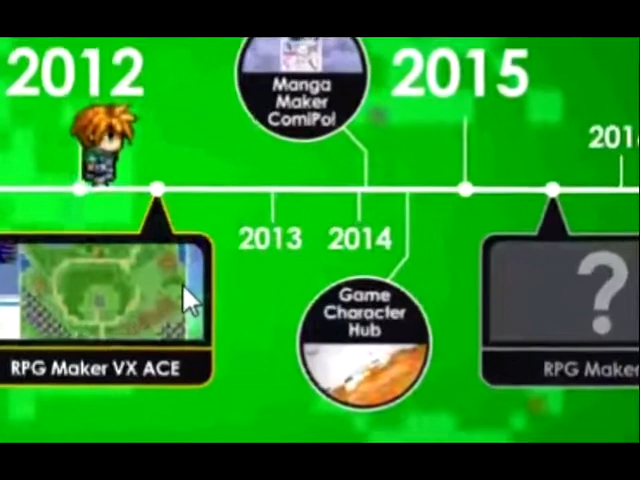 2012
Manga
Maker
ComiPo!
2015
2013
2014
Game
Character
Hub
?
RPG Maker VX ACE
RPG Maker